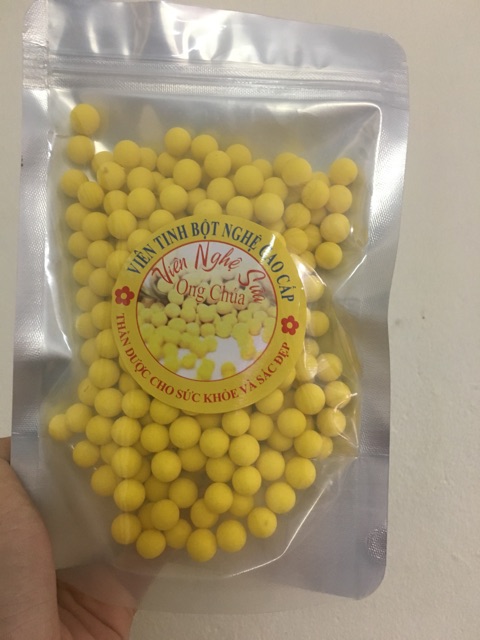 VIÊN TINH BỘT NGHỆ CAO CẤP
Viên Nghệ Sữa
Ong Chúa
THẦN DƯỢC CHO SỨC KHỎE VÀ SẮC ĐẸP